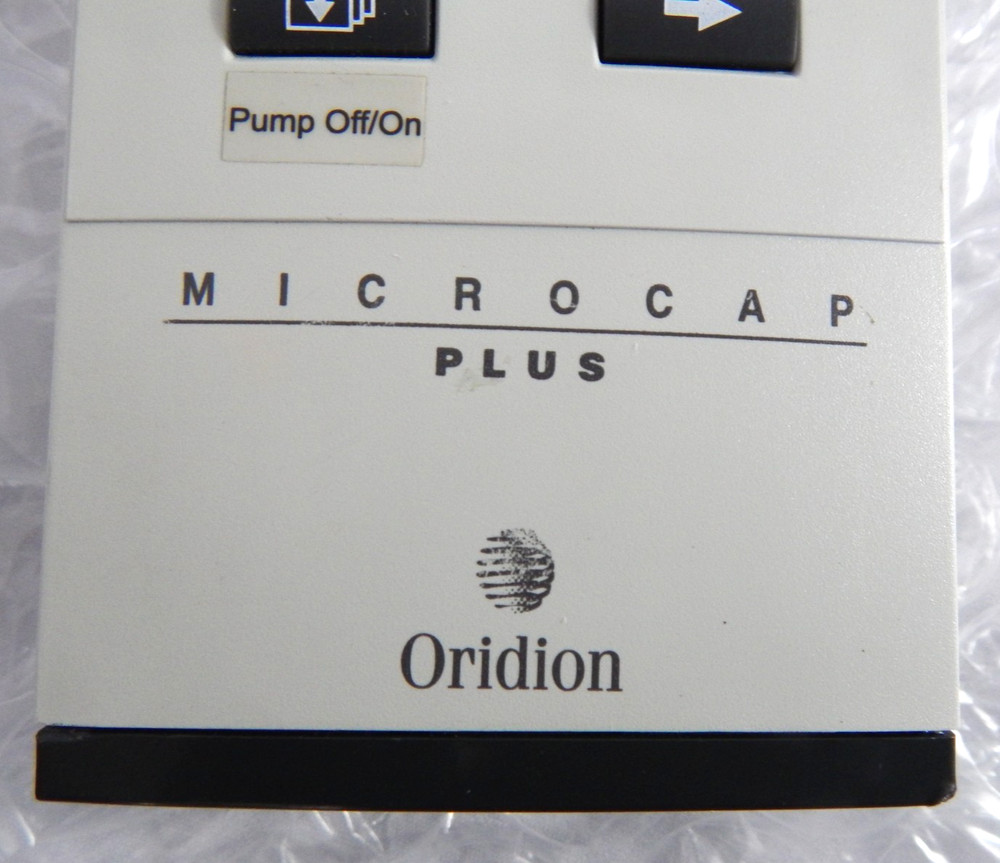 Pump Off/On
MICROCAP
PLUS
Oridion